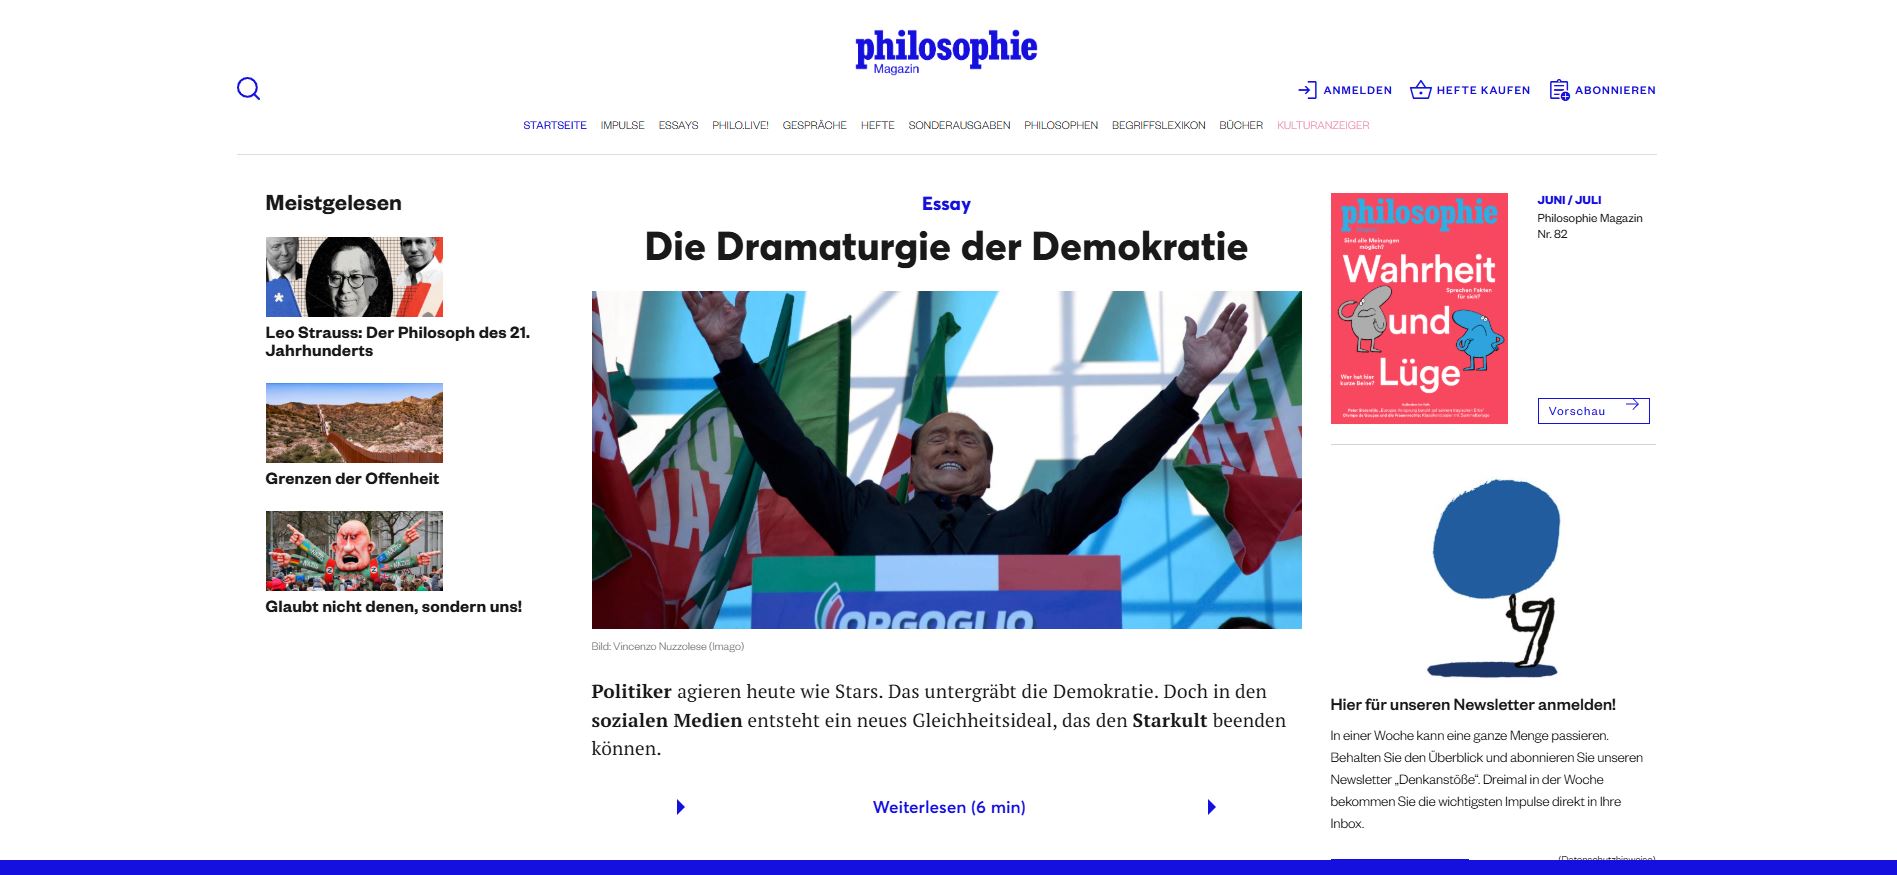 philosophie
Magazin
ANMELDEN
HEFTE KAUFEN
ABONNIEREN
STARTSEITE IMPULSE ESSAYS PHILO.LIVE! GESPRÄCHE HEFTE SONDERAUSGABEN PHILOSOPHEN BEGRIFFSLEXIKON BÜCHER KULTURANZEIGER
Meistgelesen
Leo Strauss: Der Philosoph des 21.
Jahrhunderts
Grenzen der Offenheit
Glaubt nicht denen, sondern uns!
Essay
Die Dramaturgie der Demokratie
ORGOGLIO
Bild: Vincenzo Nuzzolese (Imago)
Politiker agieren heute wie Stars. Das untergräbt die Demokratie. Doch in den
sozialen Medien entsteht ein neues Gleichheitsideal, das den Starkult beenden
können.
Weiterlesen (6 min)
philosophie
Sind alle Meinungen
möglich?
Wahrheit
Sprechen Fakten
für sich?
und
Wer hat hier
kurze Beine?
Lüge
JUNI / JULI
Philosophie Magazin
Nr. 82
Vorschau
Hier für unseren Newsletter anmelden!
In einer Woche kann eine ganze Menge passieren.
Behalten Sie den Überblick und abonnieren Sie unseren
Newsletter „Denkanstöße“. Dreimal in der Woche
bekommen Sie die wichtigsten Impulse direkt in Ihre
Inbox.
(Datenschutzhinweise)